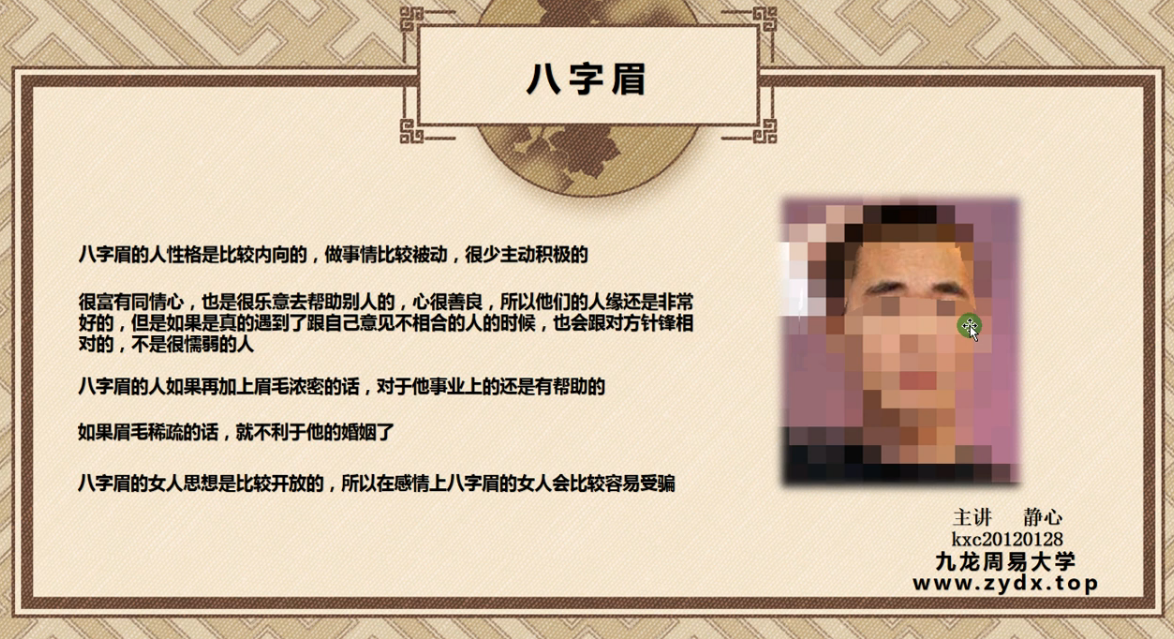 八字眉
八字眉的人性格是比较内向的，做事情比较被动，很少主动积极的
很富有同情心，也是很乐意去帮助别人的，心很善良，所以他们的人缘还是非常
好的，但是如果是真的遇到了跟自己意见不相合的人的时候，也会跟对方针锋相
对的，不是很懦弱的人
八字眉的人如果再加上眉毛浓密的话，对于他事业上的还是有帮助的
如果眉毛稀疏的话，就不利于他的婚姻了
八字眉的女人思想是比较开放的，所以在感情上八字眉的女人会比较容易受骗
主讲 静心
kxc20120128
九龙周易大学
www.zydx.top